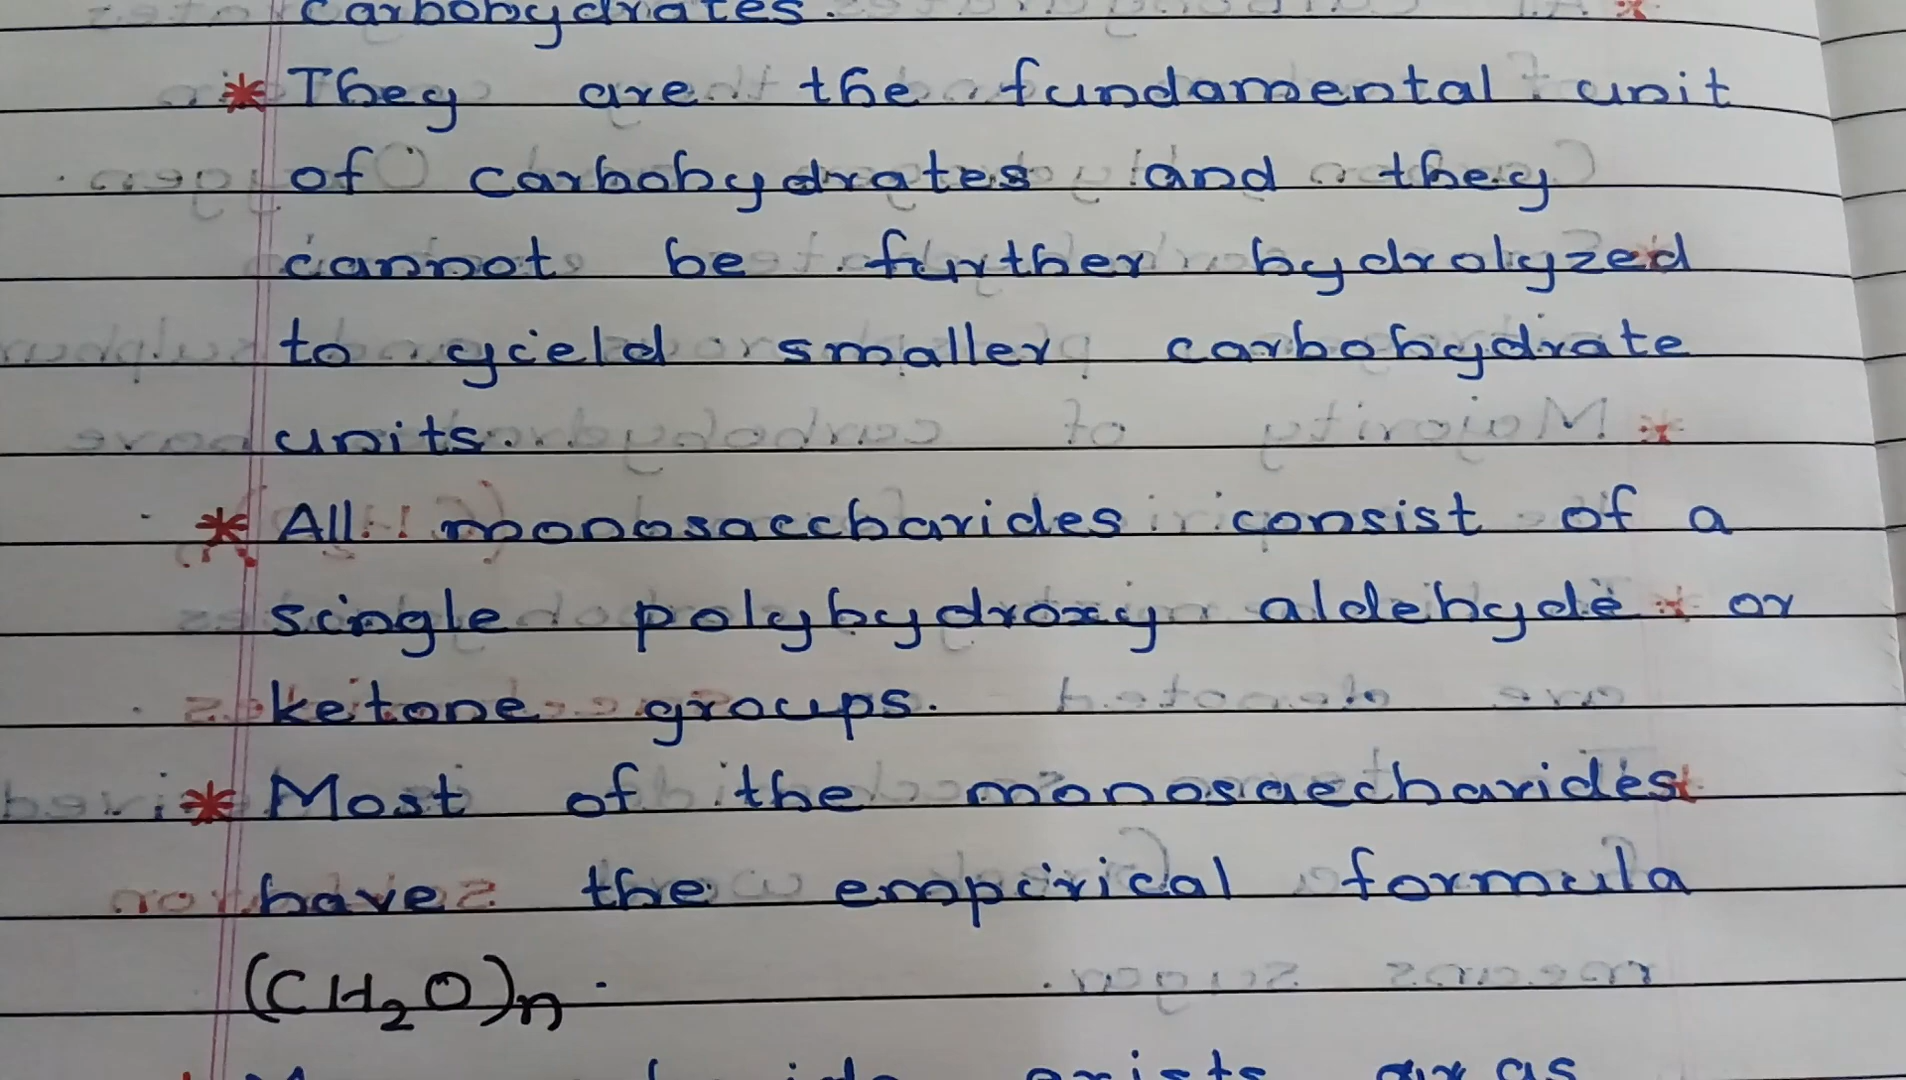 carbohydrates.
* They are the fundamental unit
of carbohydrates and they
cannot be further hydrolyzed
to yield smaller carbohydrate
units.
* All monosaccharides consist of a
single polyhydroxy aldehyde or
ketone groups.
* Most of the monosaccharides
have the empirical formula
(CH₂O)n.
exists as